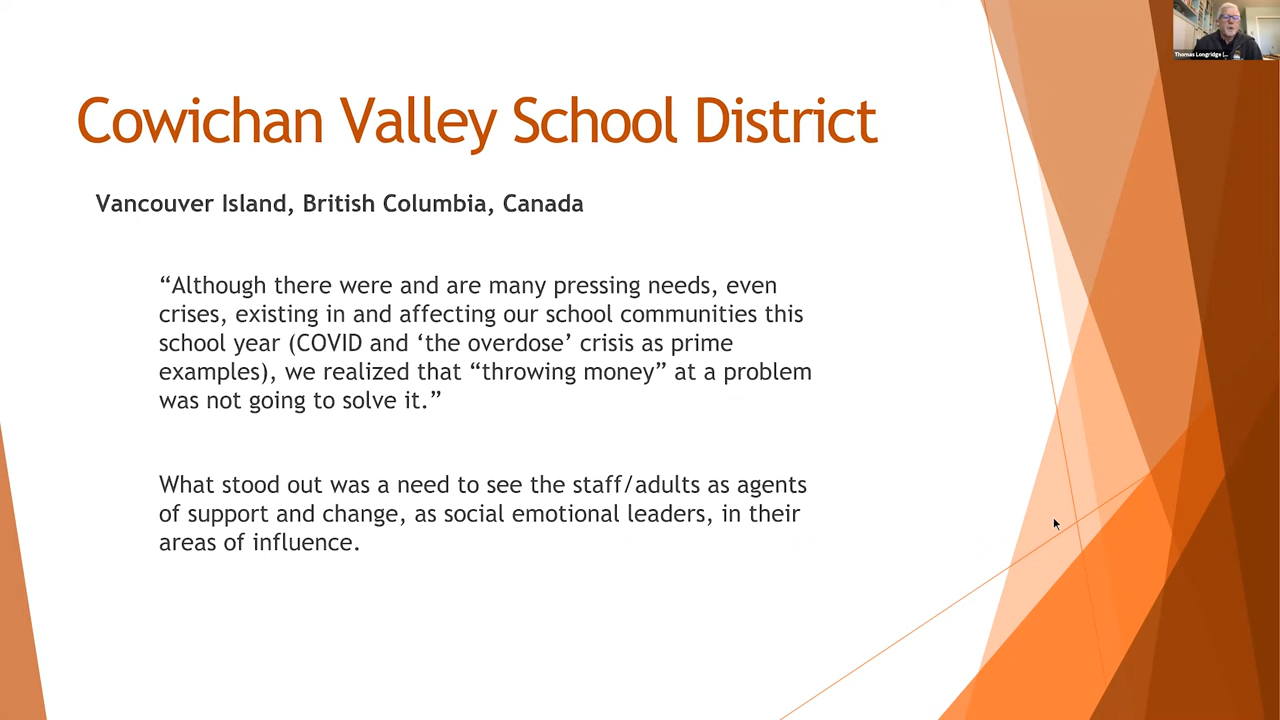 Thomas Longridge (...
Cowichan Valley School District
Vancouver Island, British Columbia, Canada
“Although there were and are many pressing needs, even
crises, existing in and affecting our school communities this
school year (COVID and ‘the overdose’ crisis as prime
examples), we realized that “throwing money” at a problem
was not going to solve it.”
What stood out was a need to see the staff/adults as agents
of support and change, as social emotional leaders, in their
areas of influence.